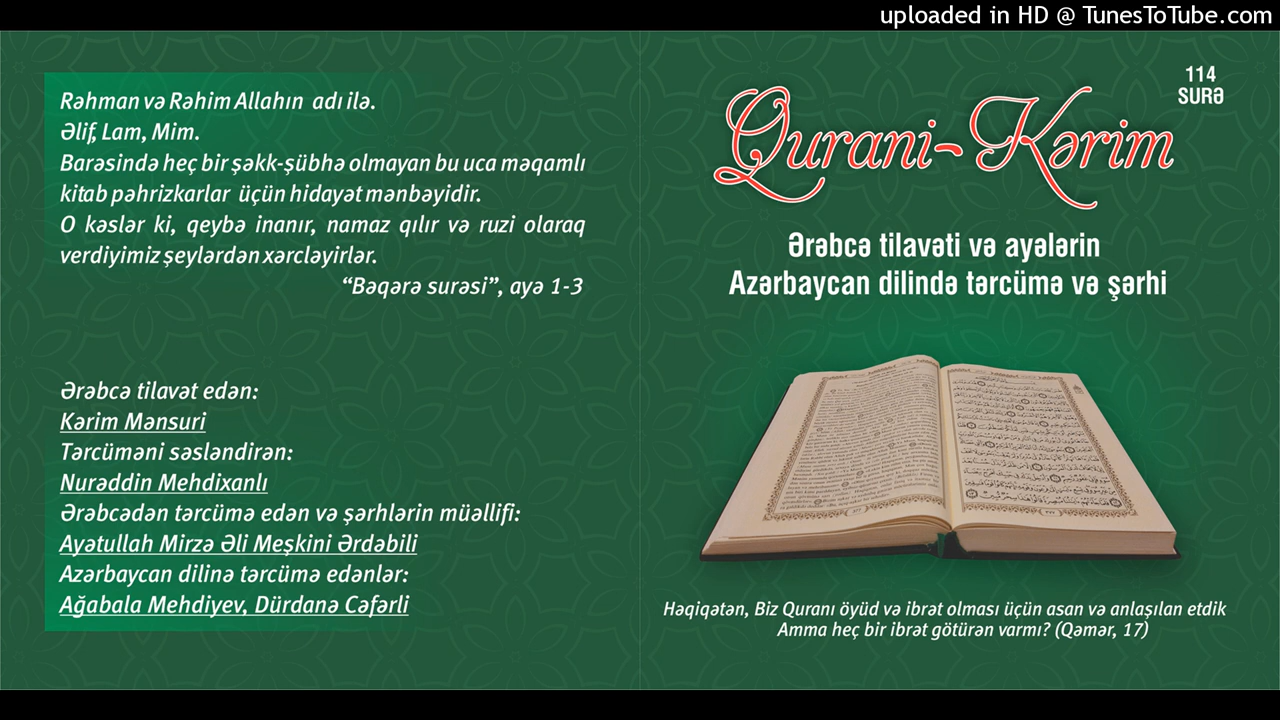 uploaded in HD @ TunesToTube.com
Rəhman və Rəhim Allahın adı ilə.
Əlif, Lam, Mim.
Barəsində heç bir şəkk-şübhə olmayan bu uca məqamlı
kitab pəhrizkarlar üçün hidayət mənbəyidir.
O kəslər ki, qeybə inanır, namaz qılır və ruzi olaraq
verdiyimiz şeylərdən xərcləyirlər.
“Bəqərə surəsi”, ayə 1-3
Ərəbcə tilavət edən:
Kərim Mənsuri
Tərcüməni səsləndirən:
Nurəddin Mehdixanlı
Ərəbcədən tərcümə edən və şərhlərin müəllifi:
Ayətullah Mirzə Əli Meşkini Ərdəbili
Azərbaycan dilinə tərcümə edənlər:
Ağabala Mehdiyev, Dürdanə Cəfərli
114
SURƏ
Qurani-Kərim
Ərəbcə tilavəti və ayələrin
Azərbaycan dilində tərcümə və şərhi
Həqiqətən, Biz Quranı öyüd və ibrət olması üçün asan və anlaşılan etdik
Amma heç bir ibrət götürən varmı? (Qəmər, 17)